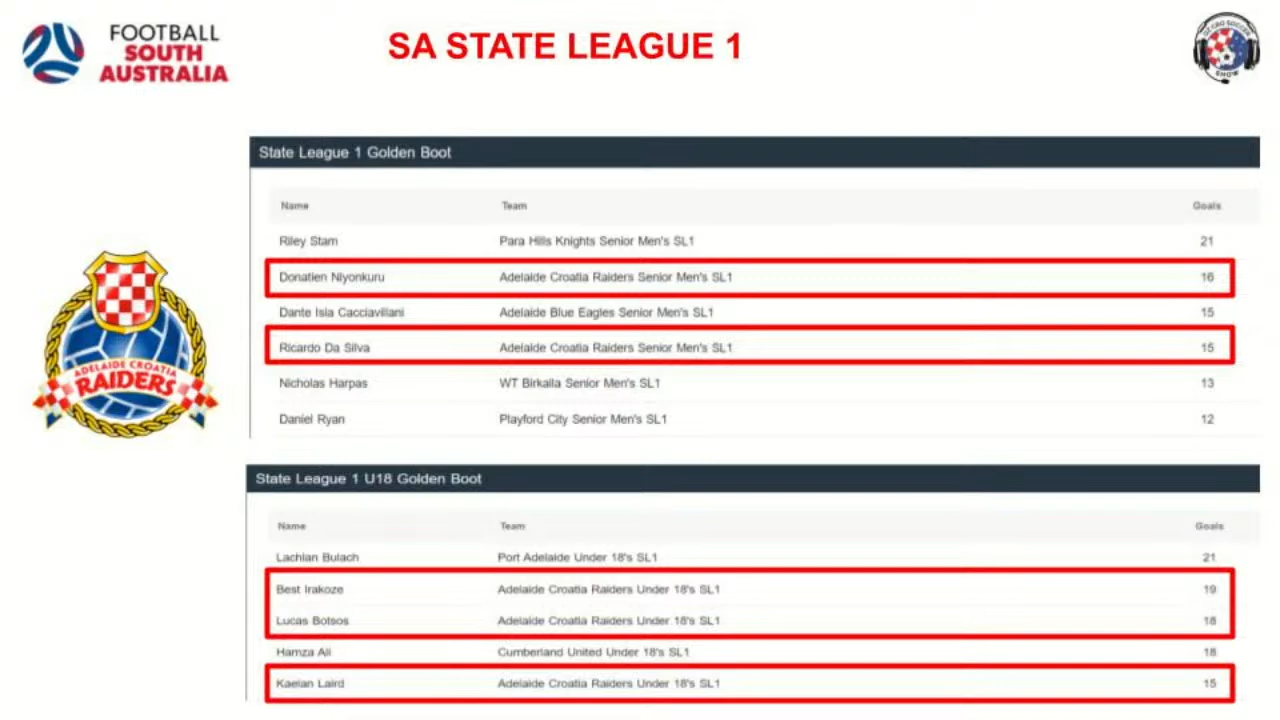 FOOTBALL
SOUTH
AUSTRALIA
SA STATE LEAGUE 1
OZ CRO SOCCER
SHOW
State League 1 Golden Boot
Name Team Goals
Riley Stam Para Hills Knights Senior Men's SL1 21
Donatien Niyonkuru Adelaide Croatia Raiders Senior Men's SL1 16
Dante Isla Cacciavillani Adelaide Blue Eagles Senior Men's SL1 15
Ricardo Da Silva Adelaide Croatia Raiders Senior Men's SL1 15
Nicholas Harpas WT Birkalla Senior Men's SL1 13
Daniel Ryan Playford City Senior Men's SL1 12
ADELAIDE CROATIA
RAIDERS
State League 1 U18 Golden Boot
Name Team Goals
Lachlan Bulach Port Adelaide Under 18's SL1 21
Best Irakoze Adelaide Croatia Raiders Under 18's SL1 19
Lucas Botsos Adelaide Croatia Raiders Under 18's SL1 18
Hamza Ali Cumberland United Under 18's SL1 18
Kaelan Laird Adelaide Croatia Raiders Under 18's SL1 15